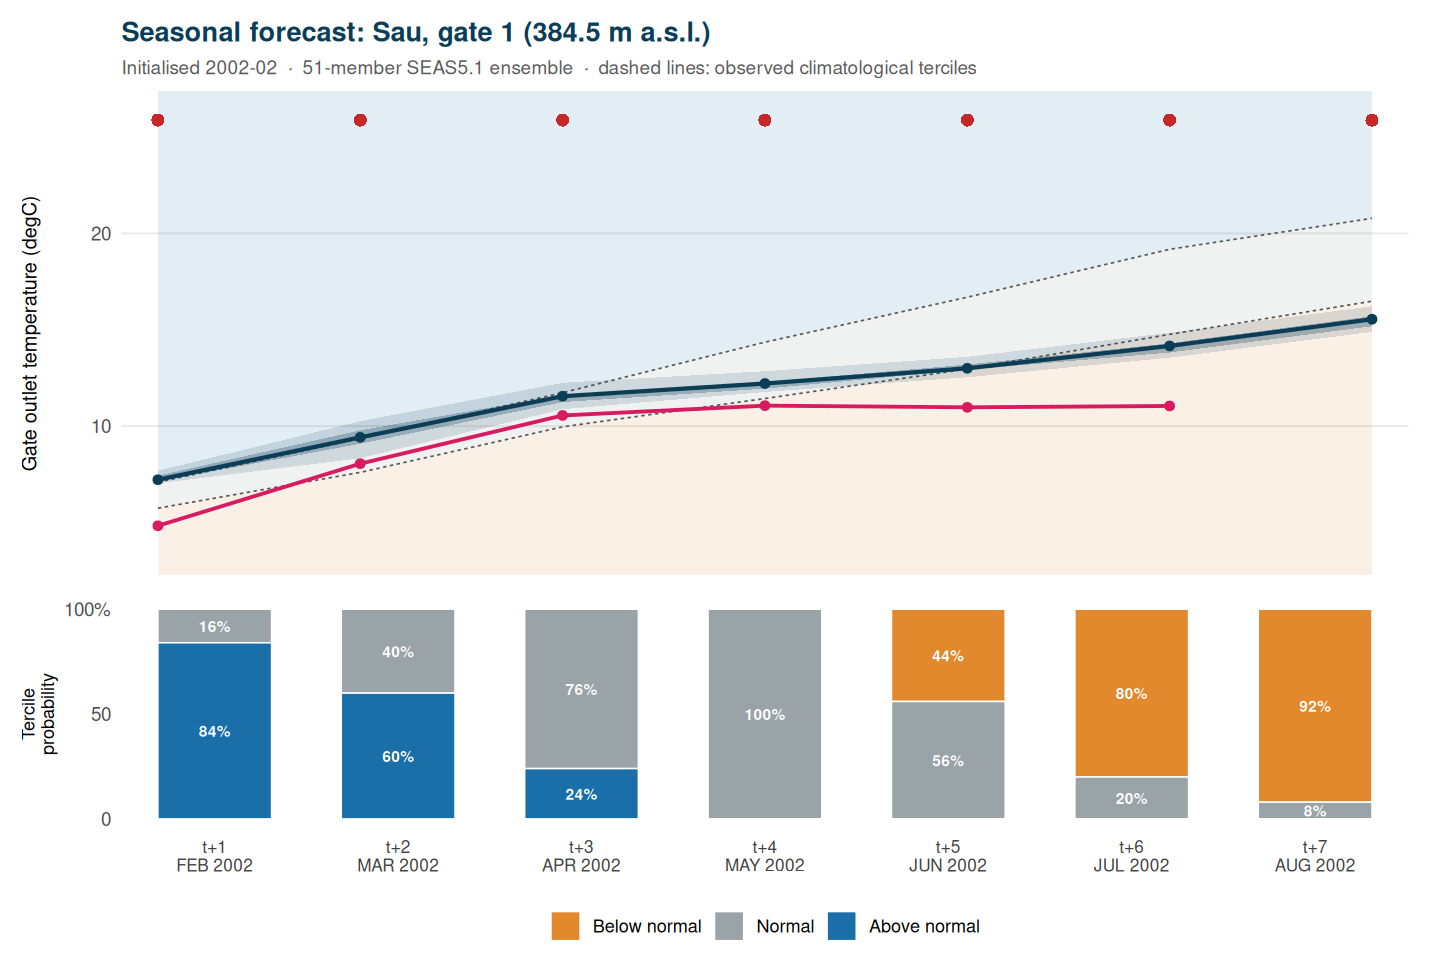 Seasonal forecast: Sau, gate 1 (384.5 m a.s.l.)
Initialised 2002-02 · 51-member SEAS5.1 ensemble · dashed lines: observed climatological terciles
Gate outlet temperature (degC)
20
10
Tercile
probability
100%
50
0
16%
84%
40%
60%
76%
24%
100%
44%
56%
80%
20%
92%
8%
t+1
FEB 2002
t+2
MAR 2002
t+3
APR 2002
t+4
MAY 2002
t+5
JUN 2002
t+6
JUL 2002
t+7
AUG 2002
Below normal
Normal
Above normal